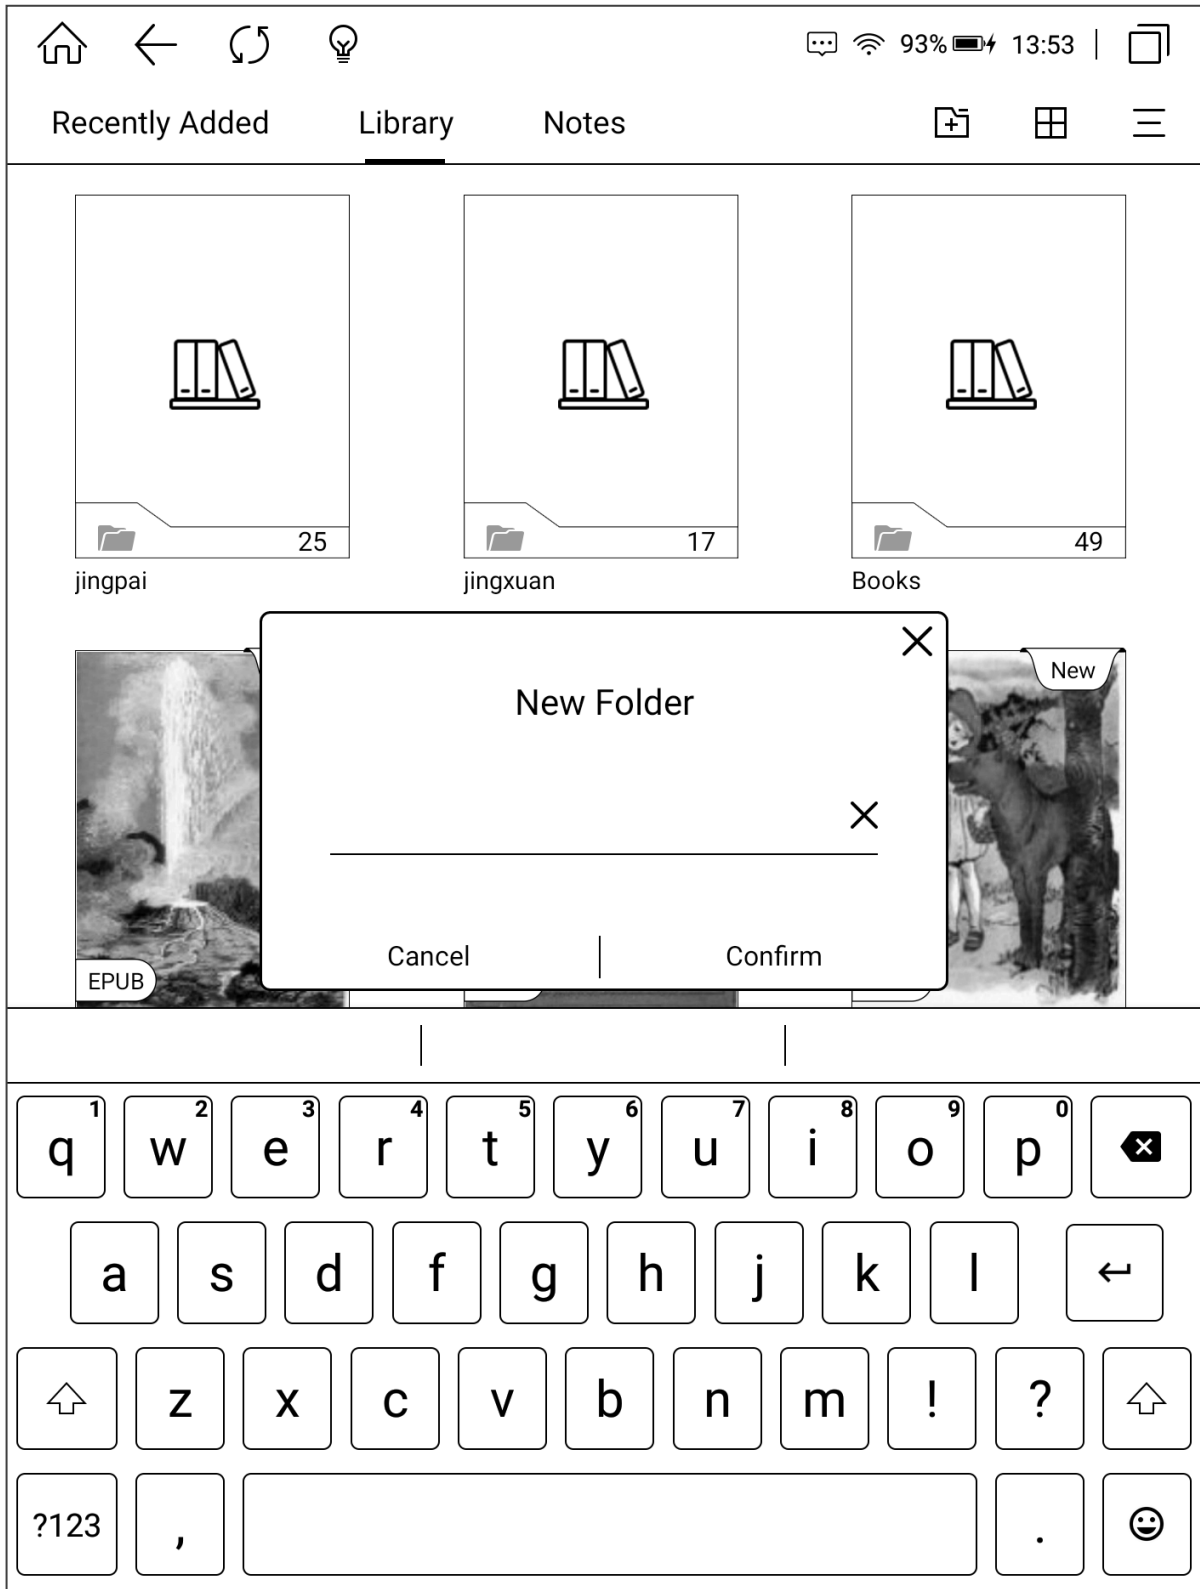 93% 13:53
Recently Added Library Notes
25 17 49
jingpai jingxuan Books
New
New Folder
EPUB
Cancel Confirm
1 2 3 4 5 6 7 8 9 0
q w e r t y u i o p
a s d f g h j k l
z x c v b n m ! ?
?123 , .